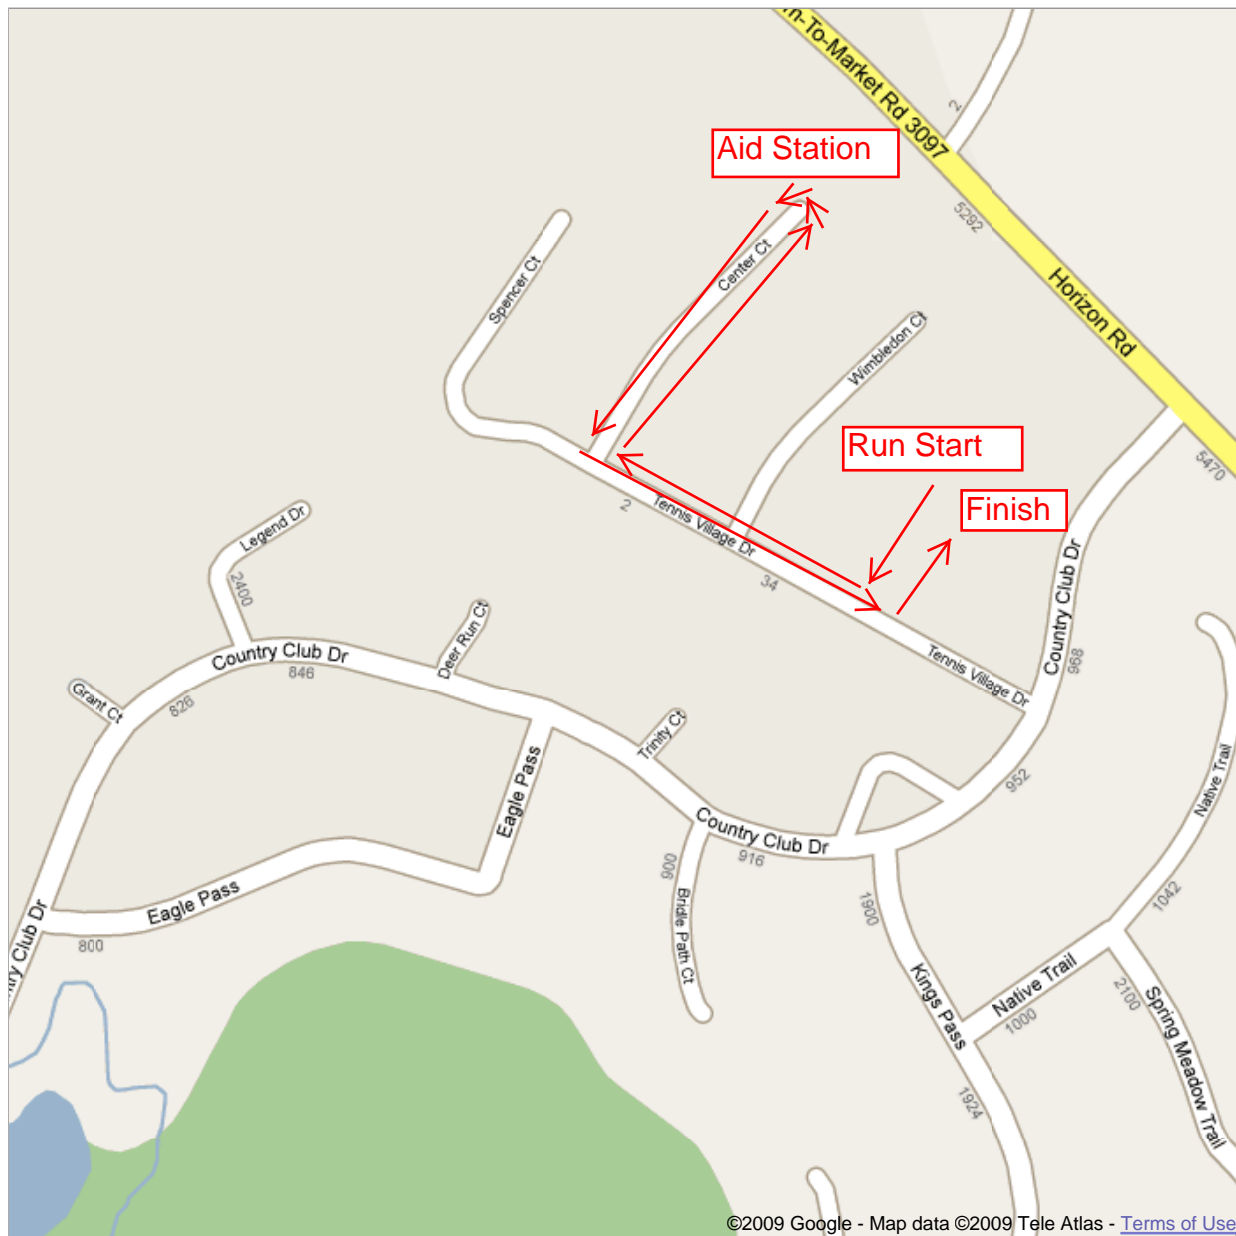 m-To-Market Rd 3097
2
Aid Station
5292
Horizon Rd
Center Ct
Spencer Ct
Wimbledon Ct
Run Start
5470
Finish
2
Tennis Village Dr
34
Legend Dr
2400
Country Club Dr
968
Deer Run Ct
Country Club Dr
846
Tennis Village Dr
Grant Ct
826
Trinity Ct
952
Native Trail
Eagle Pass
Country Club Dr
916
900
Bridle Path Ct
1900
Eagle Pass
800
ntry Club Dr
1042
Kings Pass
Native Trail
1000
2100
Spring Meadow Trail
1924
©2009 Google - Map data ©2009 Tele Atlas - Terms of Use